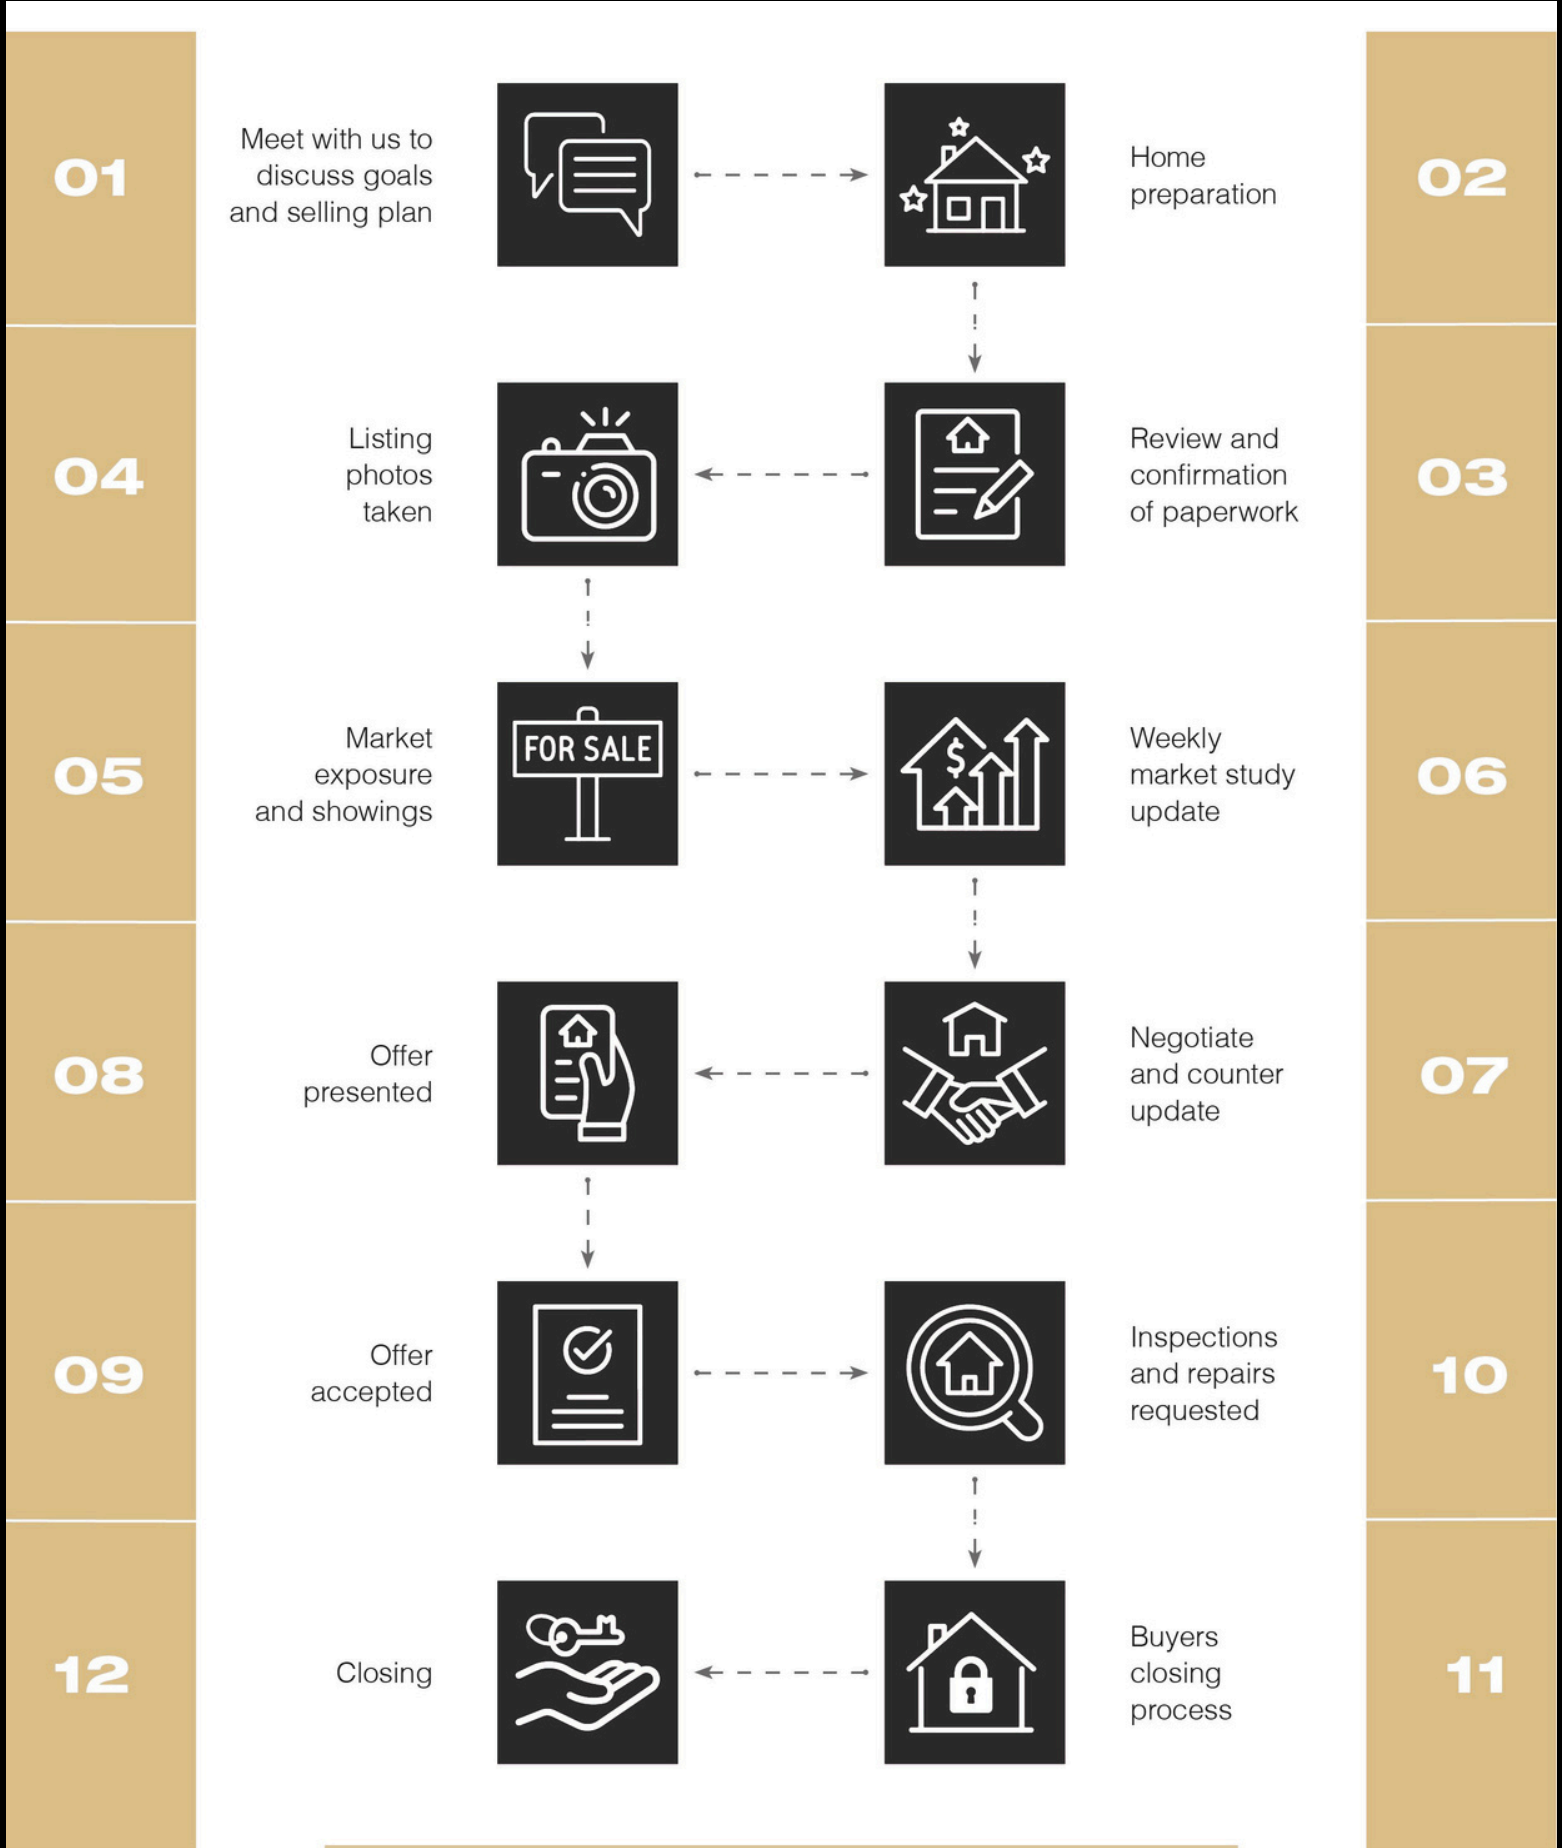 01
Meet with us to
discuss goals
and selling plan
Home
preparation
02
04
Listing
photos
taken
Review and
confirmation
of paperwork
03
05
Market
exposure
and showings
FOR SALE
$
Weekly
market study
update
06
08
Offer
presented
Negotiate
and counter
update
07
09
Offer
accepted
Inspections
and repairs
requested
10
12
Closing
Buyers
closing
process
11